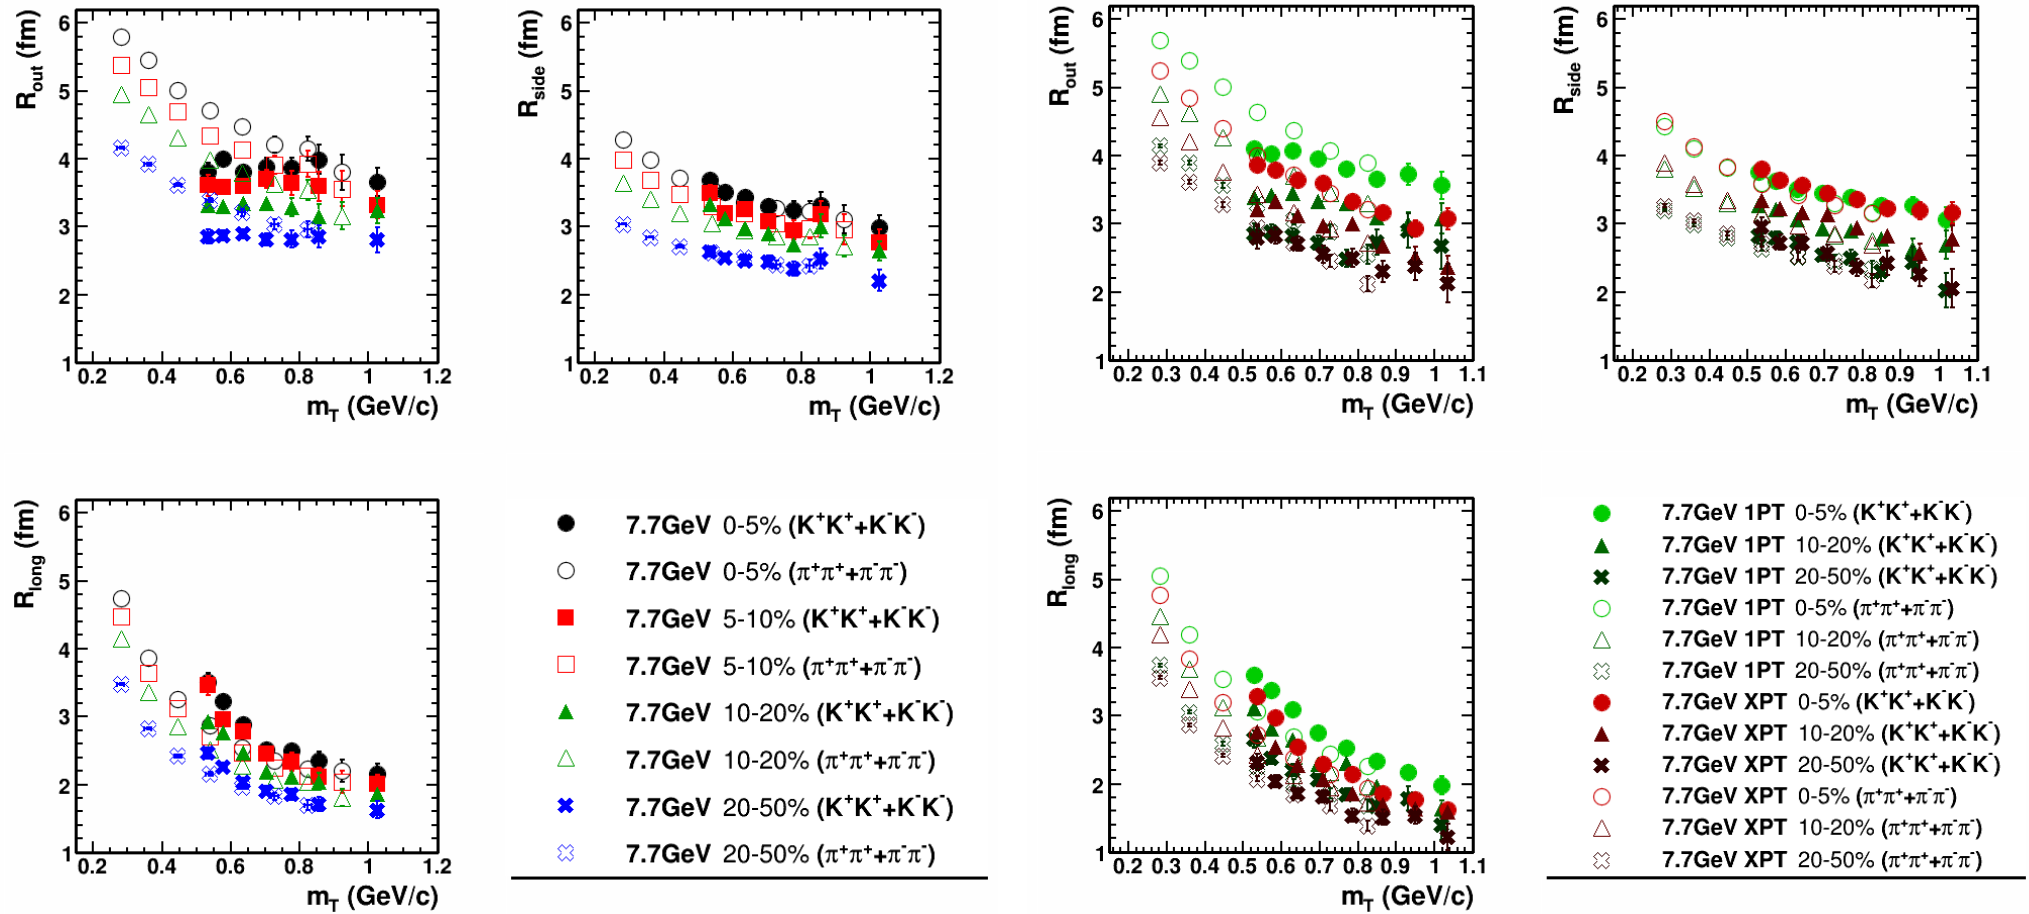 R_out (fm)
6
5
4
3
2
1
0.2 0.4 0.6 0.8 1 1.2
m_T (GeV/c)
R_side (fm)
6
5
4
3
2
1
0.2 0.4 0.6 0.8 1 1.2
m_T (GeV/c)
R_out (fm)
6
5
4
3
2
1
0.2 0.3 0.4 0.5 0.6 0.7 0.8 0.9 1 1.1
m_T (GeV/c)
R_side (fm)
6
5
4
3
2
1
0.2 0.3 0.4 0.5 0.6 0.7 0.8 0.9 1 1.1
m_T (GeV/c)
R_long (fm)
6
5
4
3
2
1
0.2 0.4 0.6 0.8 1 1.2
m_T (GeV/c)
7.7GeV 0-5% (K⁺K⁺+K⁻K⁻)
7.7GeV 0-5% (π⁺π⁺+π⁻π⁻)
7.7GeV 5-10% (K⁺K⁺+K⁻K⁻)
7.7GeV 5-10% (π⁺π⁺+π⁻π⁻)
7.7GeV 10-20% (K⁺K⁺+K⁻K⁻)
7.7GeV 10-20% (π⁺π⁺+π⁻π⁻)
7.7GeV 20-50% (K⁺K⁺+K⁻K⁻)
7.7GeV 20-50% (π⁺π⁺+π⁻π⁻)
R_long (fm)
6
5
4
3
2
1
0.2 0.3 0.4 0.5 0.6 0.7 0.8 0.9 1 1.1
m_T (GeV/c)
7.7GeV 1PT 0-5% (K⁺K⁺+K⁻K⁻)
7.7GeV 1PT 10-20% (K⁺K⁺+K⁻K⁻)
7.7GeV 1PT 20-50% (K⁺K⁺+K⁻K⁻)
7.7GeV 1PT 0-5% (π⁺π⁺+π⁻π⁻)
7.7GeV 1PT 10-20% (π⁺π⁺+π⁻π⁻)
7.7GeV 1PT 20-50% (π⁺π⁺+π⁻π⁻)
7.7GeV XPT 0-5% (K⁺K⁺+K⁻K⁻)
7.7GeV XPT 10-20% (K⁺K⁺+K⁻K⁻)
7.7GeV XPT 20-50% (K⁺K⁺+K⁻K⁻)
7.7GeV XPT 0-5% (π⁺π⁺+π⁻π⁻)
7.7GeV XPT 10-20% (π⁺π⁺+π⁻π⁻)
7.7GeV XPT 20-50% (π⁺π⁺+π⁻π⁻)